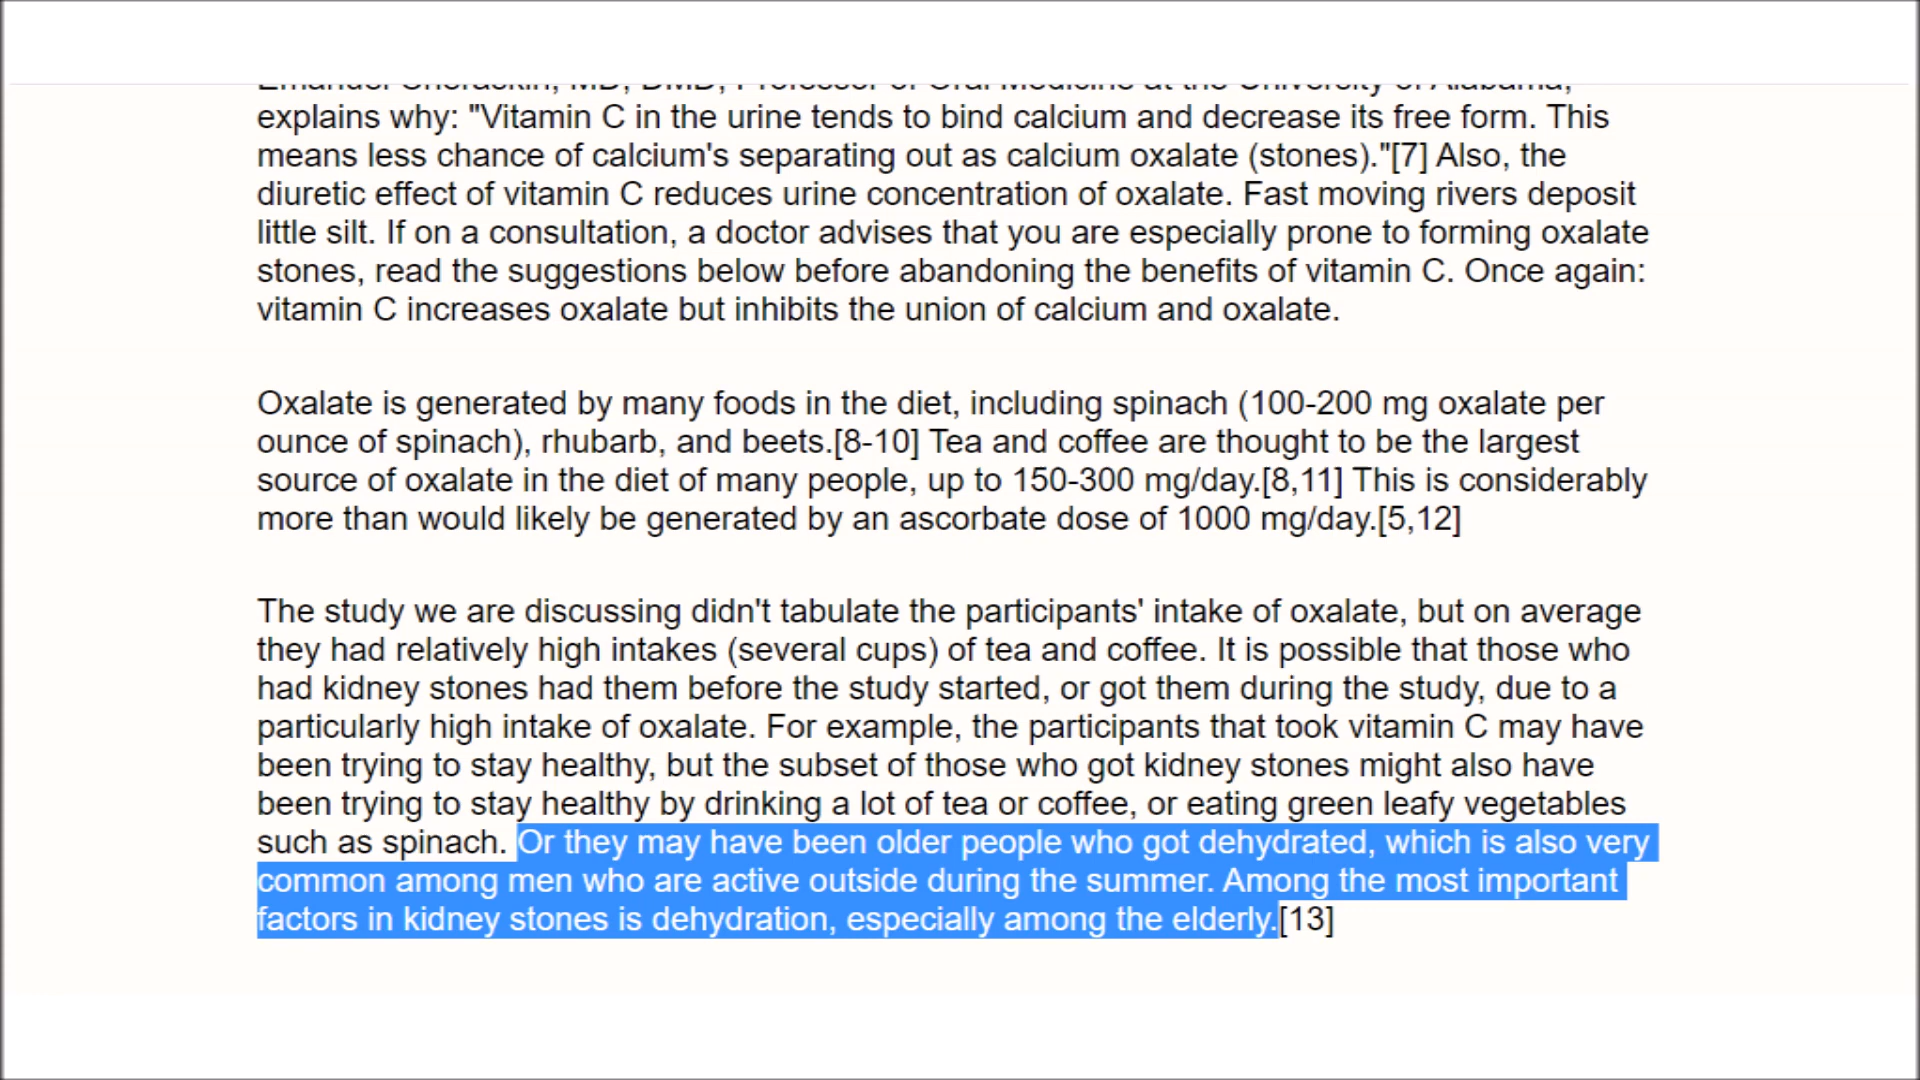 Emanuel Cheraskin, MD, DMD, Professor of Oral Medicine at the University of Alabama,
explains why: "Vitamin C in the urine tends to bind calcium and decrease its free form. This
means less chance of calcium's separating out as calcium oxalate (stones)."[7] Also, the
diuretic effect of vitamin C reduces urine concentration of oxalate. Fast moving rivers deposit
little silt. If on a consultation, a doctor advises that you are especially prone to forming oxalate
stones, read the suggestions below before abandoning the benefits of vitamin C. Once again:
vitamin C increases oxalate but inhibits the union of calcium and oxalate.
Oxalate is generated by many foods in the diet, including spinach (100-200 mg oxalate per
ounce of spinach), rhubarb, and beets.[8-10] Tea and coffee are thought to be the largest
source of oxalate in the diet of many people, up to 150-300 mg/day.[8,11] This is considerably
more than would likely be generated by an ascorbate dose of 1000 mg/day.[5,12]
The study we are discussing didn't tabulate the participants' intake of oxalate, but on average
they had relatively high intakes (several cups) of tea and coffee. It is possible that those who
had kidney stones had them before the study started, or got them during the study, due to a
particularly high intake of oxalate. For example, the participants that took vitamin C may have
been trying to stay healthy, but the subset of those who got kidney stones might also have
been trying to stay healthy by drinking a lot of tea or coffee, or eating green leafy vegetables
such as spinach. Or they may have been older people who got dehydrated, which is also very
common among men who are active outside during the summer. Among the most important
factors in kidney stones is dehydration, especially among the elderly.[13]